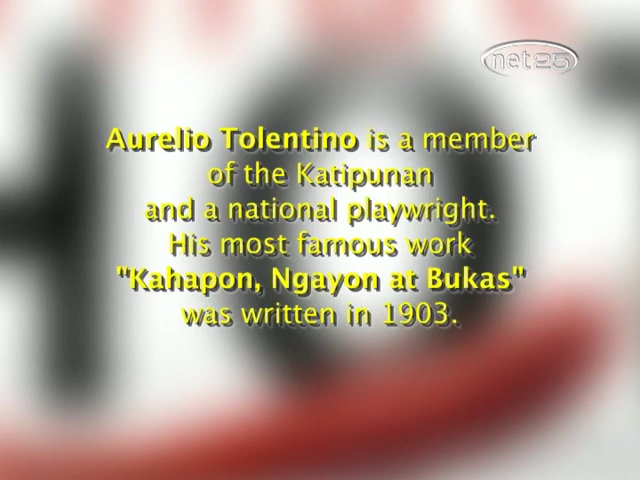 net25
Aurelio Tolentino is a member
of the Katipunan
and a national playwright.
His most famous work
"Kahapon, Ngayon at Bukas"
was written in 1903.